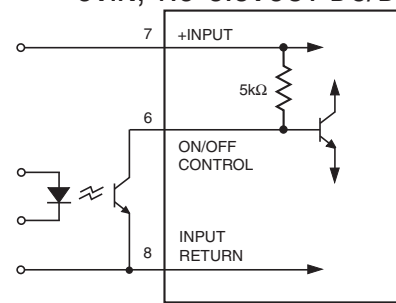 7 +INPUT
5kΩ
6
ON/OFF
CONTROL
INPUT
8 RETURN